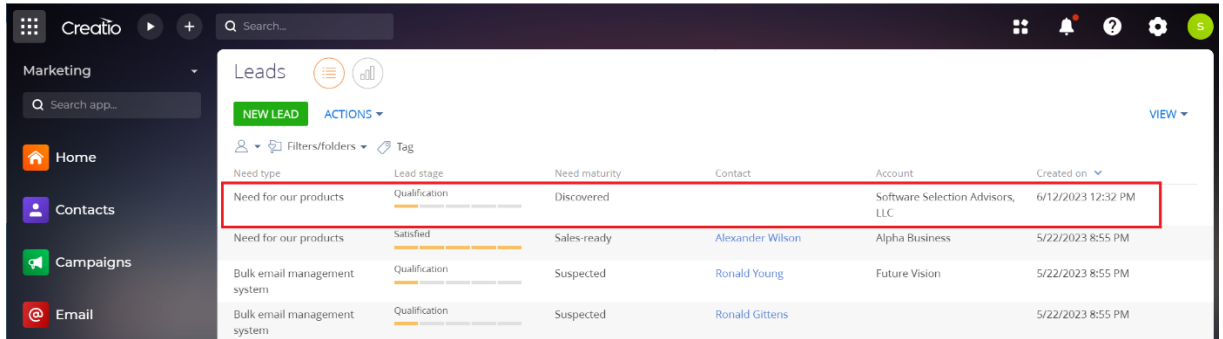 Creatio
Search...
S
Marketing
Search app...
Home
Contacts
Campaigns
Email
Leads
NEW LEAD ACTIONS VIEW
Filters/folders Tag
Need type Lead stage Need maturity Contact Account Created on
Need for our products Qualification Discovered Software Selection Advisors, LLC 6/12/2023 12:32 PM
Need for our products Satisfied Sales-ready Alexander Wilson Alpha Business 5/22/2023 8:55 PM
Bulk email management system Qualification Suspected Ronald Young Future Vision 5/22/2023 8:55 PM
Bulk email management system Qualification Suspected Ronald Gittens 5/22/2023 8:55 PM